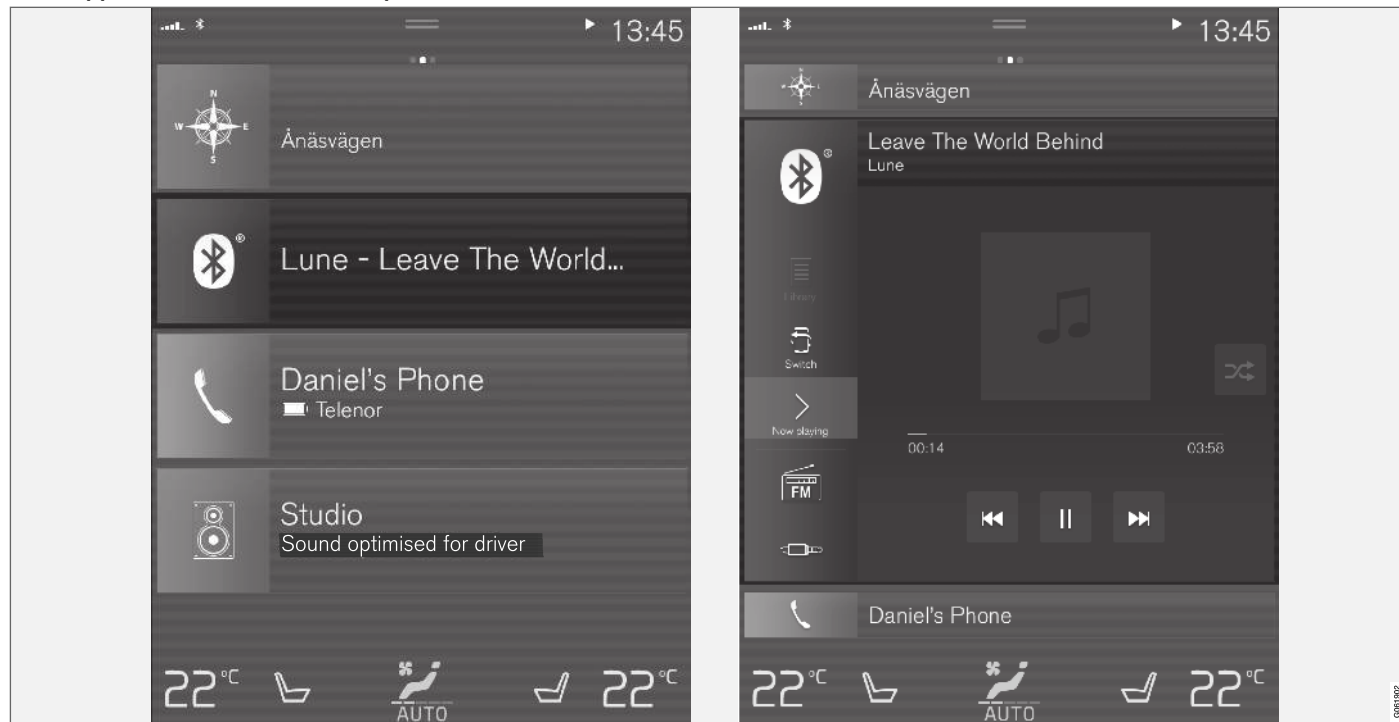 13:45
N
W E
S
Ånäsvägen
®
Lune - Leave The World...
Daniel's Phone
Telenor
Studio
Sound optimised for driver
22°C
AUTO
22°C
13:45
Ånäsvägen
®
Leave The World Behind
Lune
Library
Switch
Now playing
00:14
03:58
FM
Daniel's Phone
22°C
AUTO
22°C